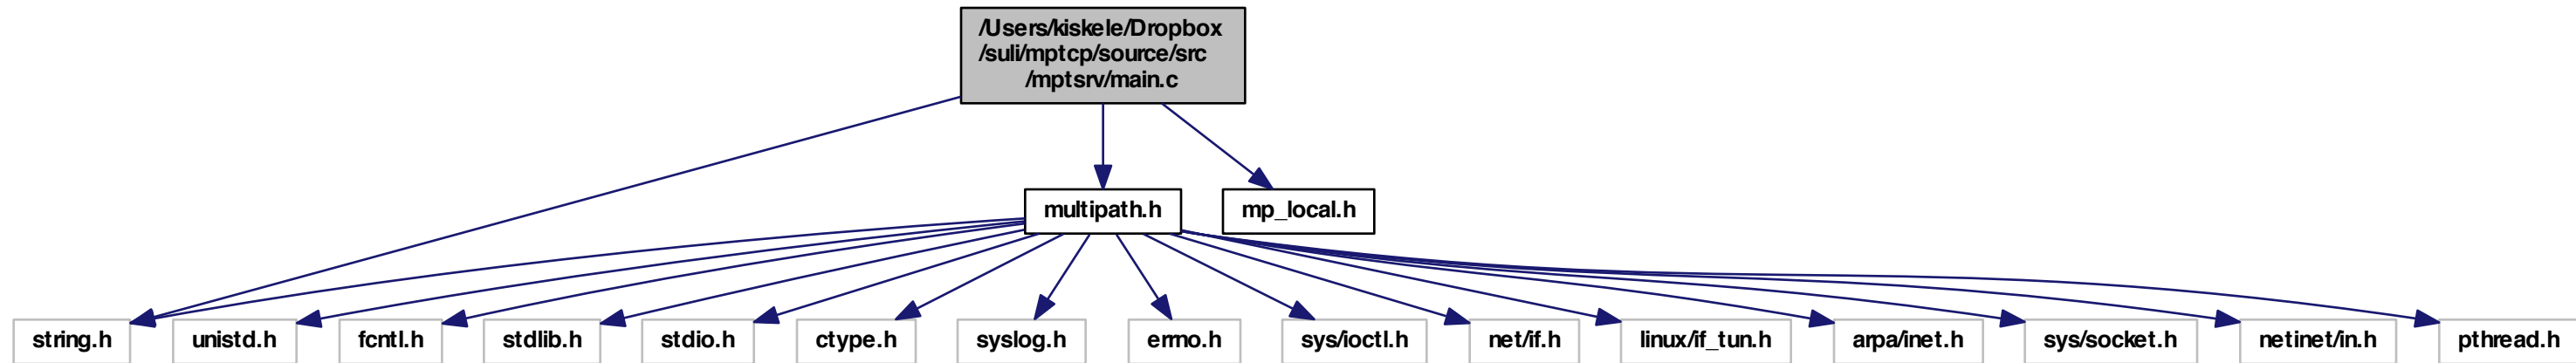 /Users/kiskele/Dropbox
/suli/mptcp/source/src
/mptsrv/main.c
multipath.h
mp_local.h
string.h
unistd.h
fcntl.h
stdlib.h
stdio.h
ctype.h
syslog.h
errno.h
sys/ioctl.h
net/if.h
linux/if_tun.h
arpa/inet.h
sys/socket.h
netinet/in.h
pthread.h